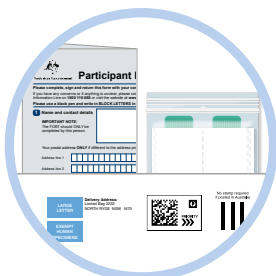 Australian Government
Participant
Please complete, sign and return this form with your
If you have any concerns or if anything is unclear, please
Information Line on 1800 118 868 or visit the website at
Please use a black pen and write in BLOCK LETTERS in
1 Name and contact details
IMPORTANT NOTE
The FOBT should ONLY be
completed by this person.
Your postal address ONLY if different to the address
Address line 1
Address line 2
LARGE
LETTER
EXEMPT
HUMAN
SPECIMENS
Delivery Address:
Locked Bag 2233
NORTH RYDE NSW 1670
PRIORITY
No stamp required
if posted in Australia